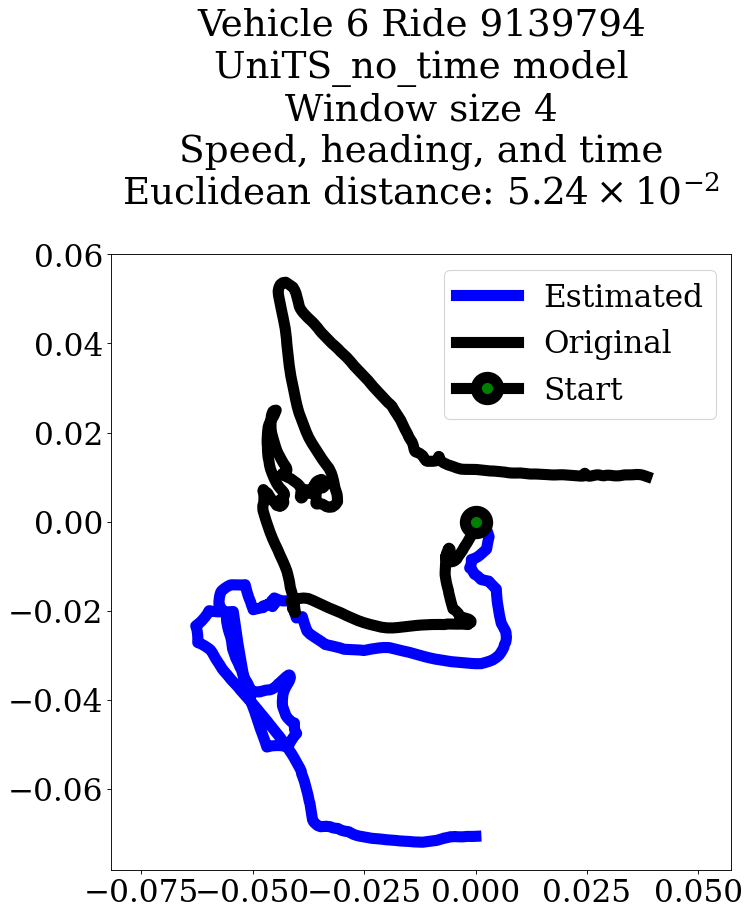 Vehicle 6 Ride 9139794
UniTS_no_time model
Window size 4
Speed, heading, and time
Euclidean distance: 5.24 × 10⁻²
0.06
Estimated
Original
Start
0.04
0.02
0.00
−0.02
−0.04
−0.06
−0.075 −0.050 −0.025 0.000 0.025 0.050